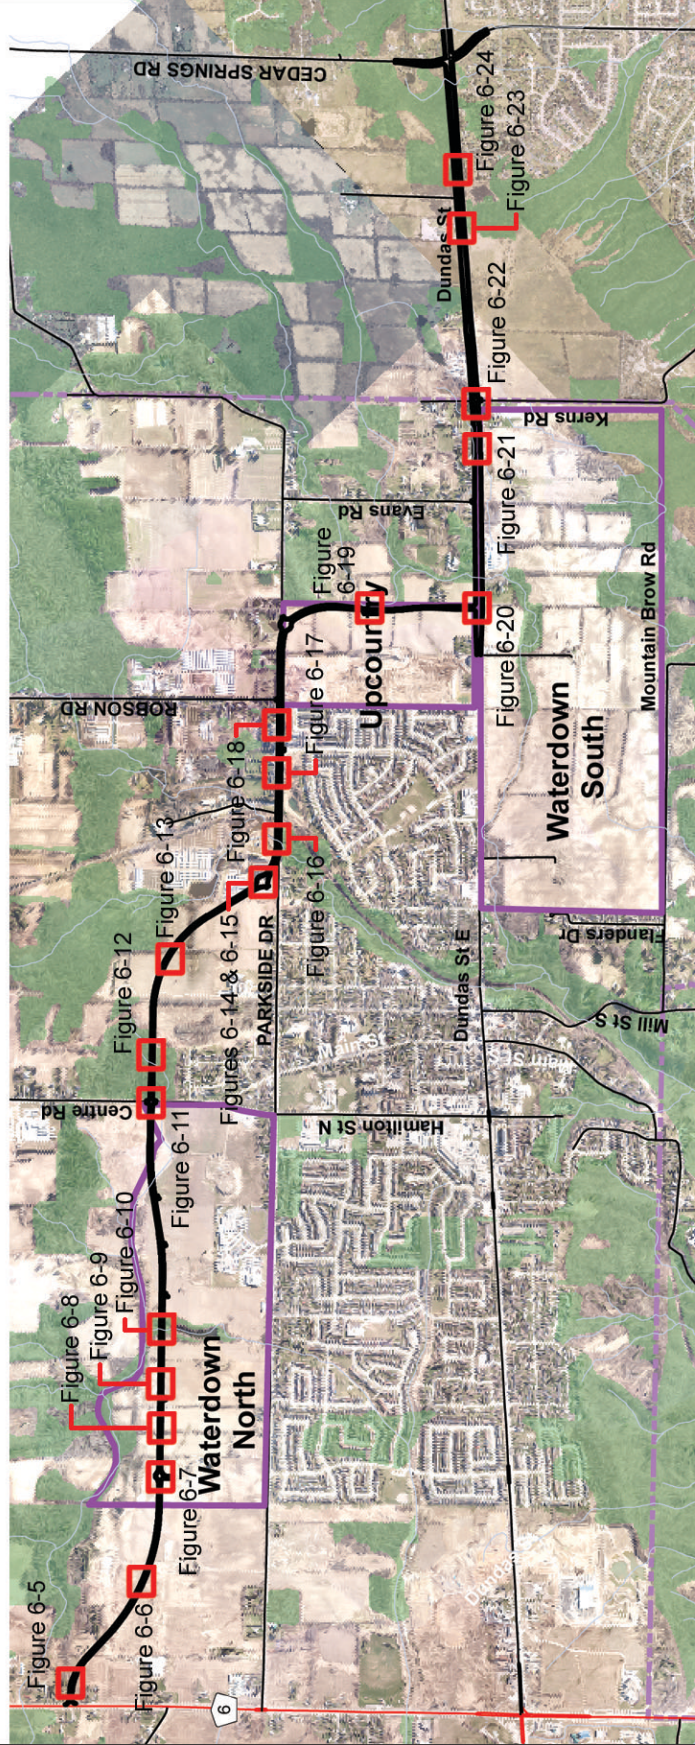 Figure 6-5
Figure 6-6
6
Figure 6-7
Figure 6-8
Figure 6-9
Figure 6-10
Waterdown
North
Figure 6-11
Centre Rd
Figure 6-12
Figure 6-13
Figures 6-14 & 6-15
PARKSIDE DR
Hamilton St N
Main St
Figure 6-16
Figure 6-18
Figure 6-17
ROBSON RD
Upcountry
Figure
6-19
Evans Rd
Figure 6-20
Dundas St E
Main St S
Mill St S
Flanders Dr
Waterdown
South
Mountain Brow Rd
Figure 6-21
Kerns Rd
Figure 6-22
Dundas St
Figure 6-23
Figure 6-24
CEDAR SPRINGS RD